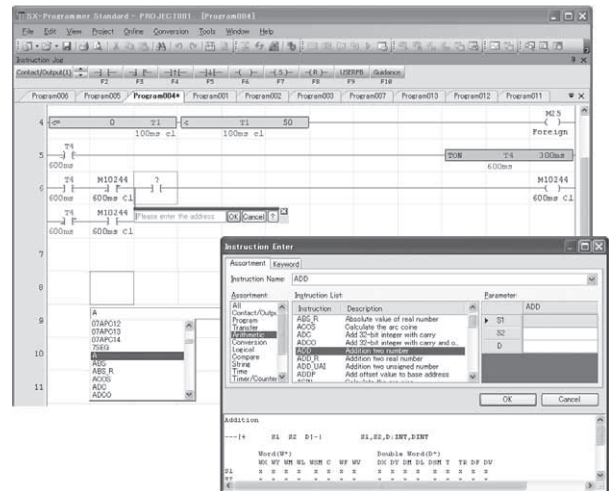 SX-Programmer Standard - PROJECT001 [Program004]
File Edit View Project Online Conversion Tools Window Help
Instruction Jog
Contact/Output(1)
F2 F3 F4 F5 F6 F7 F8 F9 F10
USERFB Guidance
Program006 Program005 Program004* Program001 Program002 Program003 Program007 Program013 Program012 Program011
4 <= 0 T1 < T1 50 M25
100ms cl 100ms cl Foreign
5 T4 TON T4 300ms
600ms 600ms
6 T4 M10244 ? M10244
600ms 600ms Cl 600ms Cl
T4 M10244 Please enter the address OK Cancel ?
600ms 600ms cl
7
8
9
10
11
A
07APC12
07APC13
07APC14
7SEG
A
ABS
ABS_R
ACOS
ADC
ADCO
Instruction Enter
Assortment Keyword
Instruction Name: ADD
Assortment: Instruction List: Parameter:
All
Contact/Outpu
Program
Transfer
Arithmetic
Conversion
Logical
Compare
String
Time
Timer/Counter
Instruction Description
ABS_R Absolute value of real number
ACOS Calculate the arc coine
ADC Add 32-bit integer with carry
ADCO Add 32-bit integer with carry and o..
ADD Addition two number
ADD_R Addition two real number
ADD_UAI Addition two unsigned number
ADDP Add offset value to base address
ADD
S1
S2
D
OK Cancel
Addition
---[+ S1 S2 D]-| S1,S2,D:INT,DINT
Word(W*) Double Word(D*)
WX WY WM WL WSM C WF WV DX DY DM DL DSM T TR DF DV
S1 x x x x x x x x x x x x x x x x x